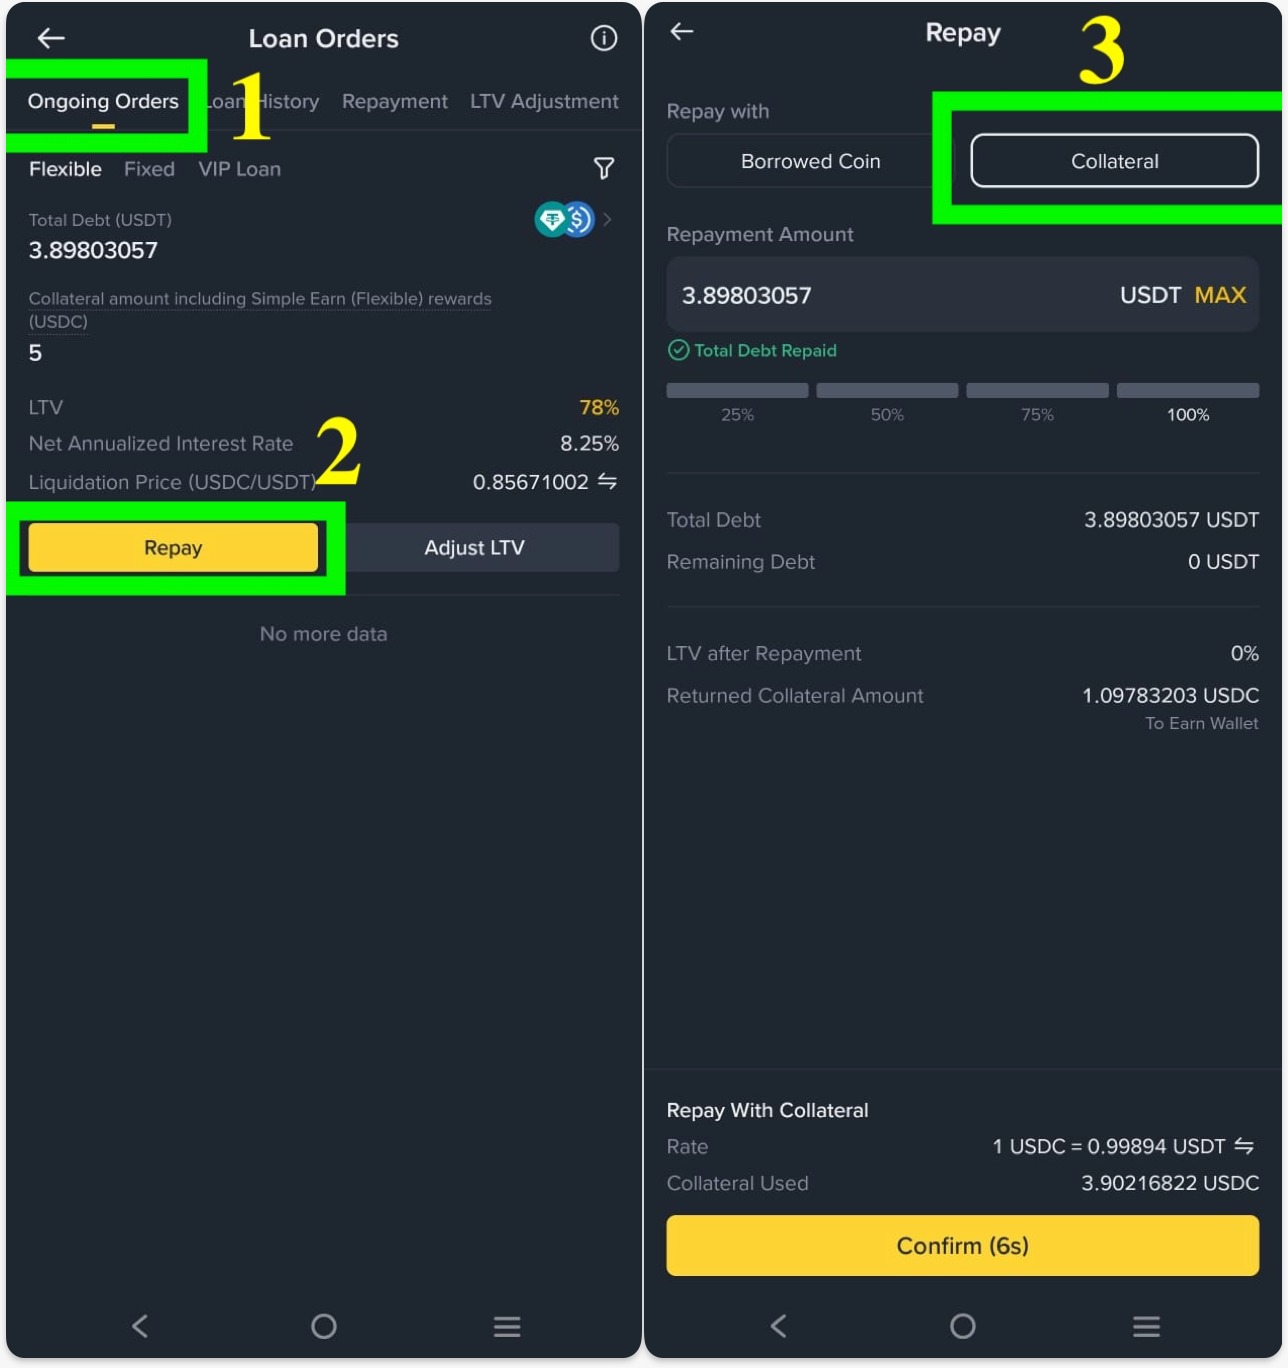 Loan Orders
1
Ongoing Orders Loan History Repayment LTV Adjustment
Flexible Fixed VIP Loan
Total Debt (USDT)
3.89803057
Collateral amount including Simple Earn (Flexible) rewards
(USDC)
5
LTV 78%
Net Annualized Interest Rate 8.25%
2
Liquidation Price (USDC/USDT) 0.85671002
Repay Adjust LTV
No more data
Repay
3
Repay with
Borrowed Coin Collateral
Repayment Amount
3.89803057 USDT MAX
Total Debt Repaid
25% 50% 75% 100%
Total Debt 3.89803057 USDT
Remaining Debt 0 USDT
LTV after Repayment 0%
Returned Collateral Amount 1.09783203 USDC
To Earn Wallet
Repay With Collateral
Rate 1 USDC = 0.99894 USDT
Collateral Used 3.90216822 USDC
Confirm (6s)